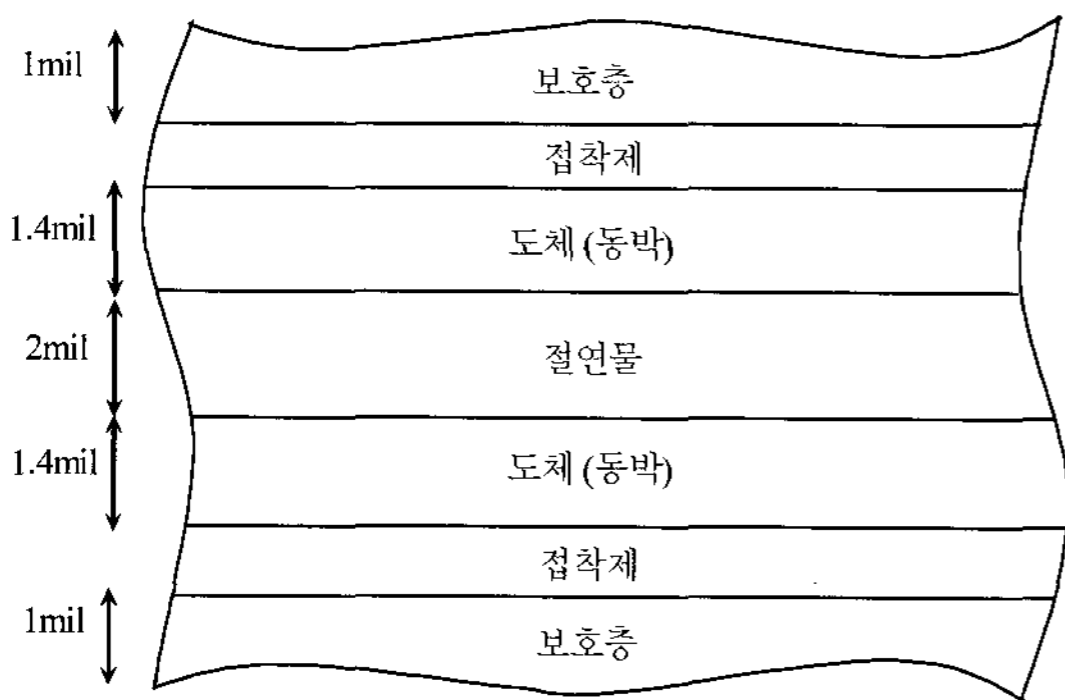 1mil
보호층
접착제
1.4mil
도체 (동박)
2mil
절연물
1.4mil
도체 (동박)
접착제
1mil
보호층